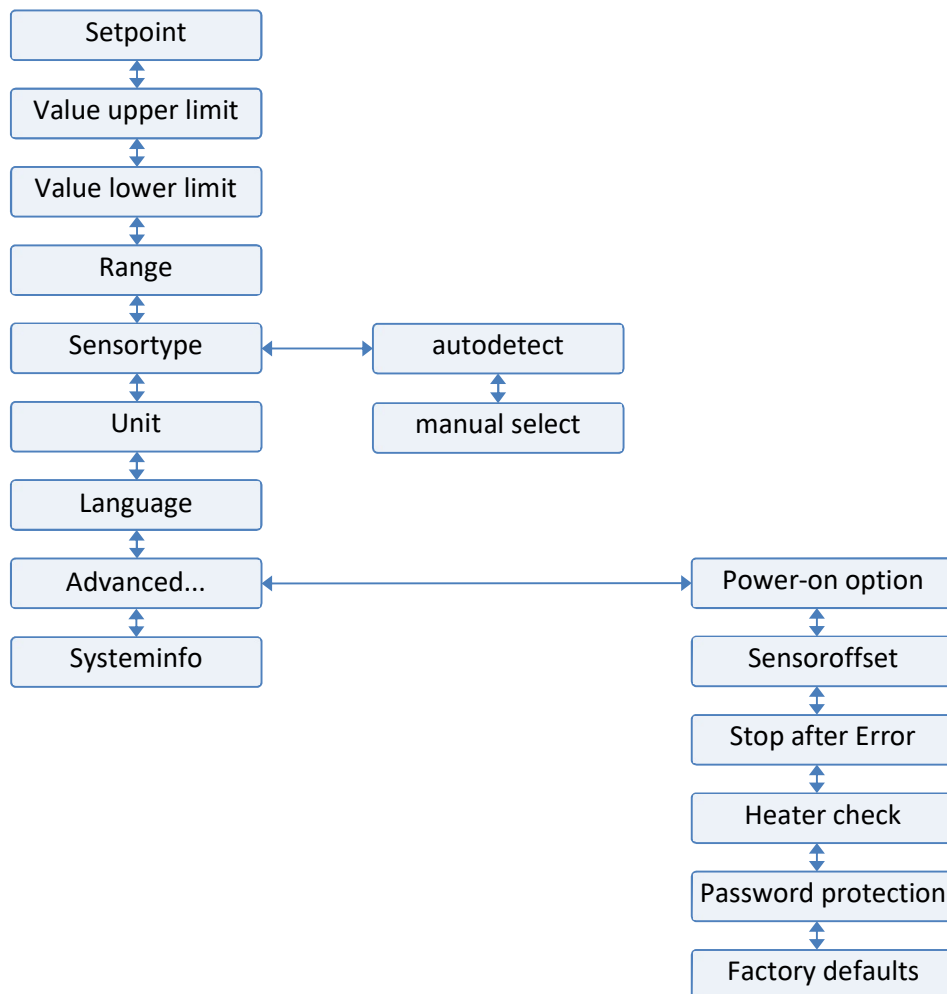 Setpoint
Value upper limit
Value lower limit
Range
Sensortype
autodetect
Unit
manual select
Language
Advanced...
Power-on option
Systeminfo
Sensoroffset
Stop after Error
Heater check
Password protection
Factory defaults